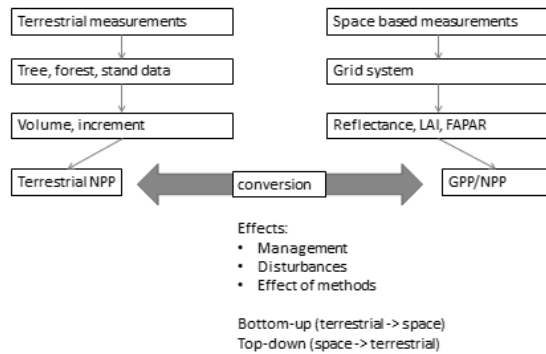 Terrestrial measurements
Space based measurements
Tree, forest, stand data
Grid system
Volume, increment
Reflectance, LAI, FAPAR
Terrestrial NPP
conversion
GPP/NPP
Effects:
• Management
• Disturbances
• Effect of methods
Bottom-up (terrestrial -> space)
Top-down (space -> terrestrial)